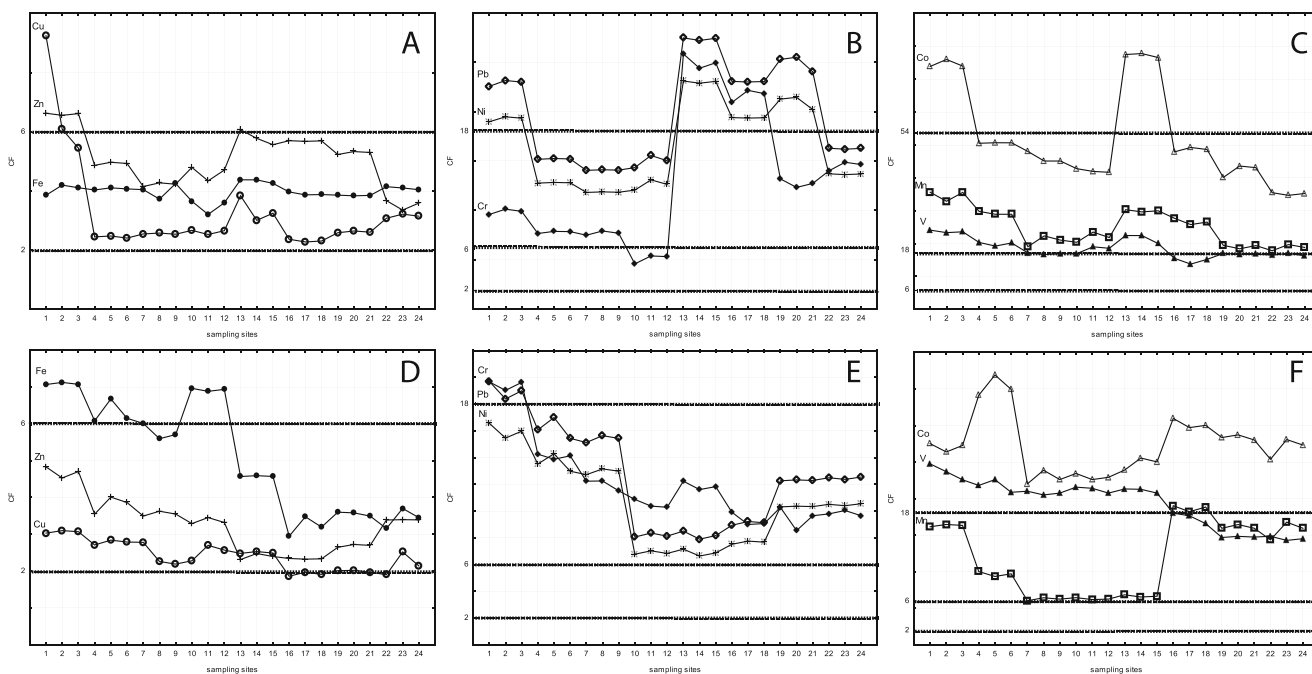 A
Cu
Zn
6
CF
Fe
2
1 2 3 4 5 6 7 8 9 10 11 12 13 14 15 16 17 18 19 20 21 22 23 24
sampling sites
B
Pb
Ni
18
CF
Cr
6
2
1 2 3 4 5 6 7 8 9 10 11 12 13 14 15 16 17 18 19 20 21 22 23 24
sampling sites
C
Co
54
CF
Mn
V
18
6
1 2 3 4 5 6 7 8 9 10 11 12 13 14 15 16 17 18 19 20 21 22 23 24
sampling sites
D
Fe
6
Zn
CF
Cu
2
1 2 3 4 5 6 7 8 9 10 11 12 13 14 15 16 17 18 19 20 21 22 23 24
sampling sites
E
Cr
Pb
18
Ni
CF
6
2
1 2 3 4 5 6 7 8 9 10 11 12 13 14 15 16 17 18 19 20 21 22 23 24
sampling sites
F
Co
V
CF
18
Mn
6
2
1 2 3 4 5 6 7 8 9 10 11 12 13 14 15 16 17 18 19 20 21 22 23 24
sampling sites